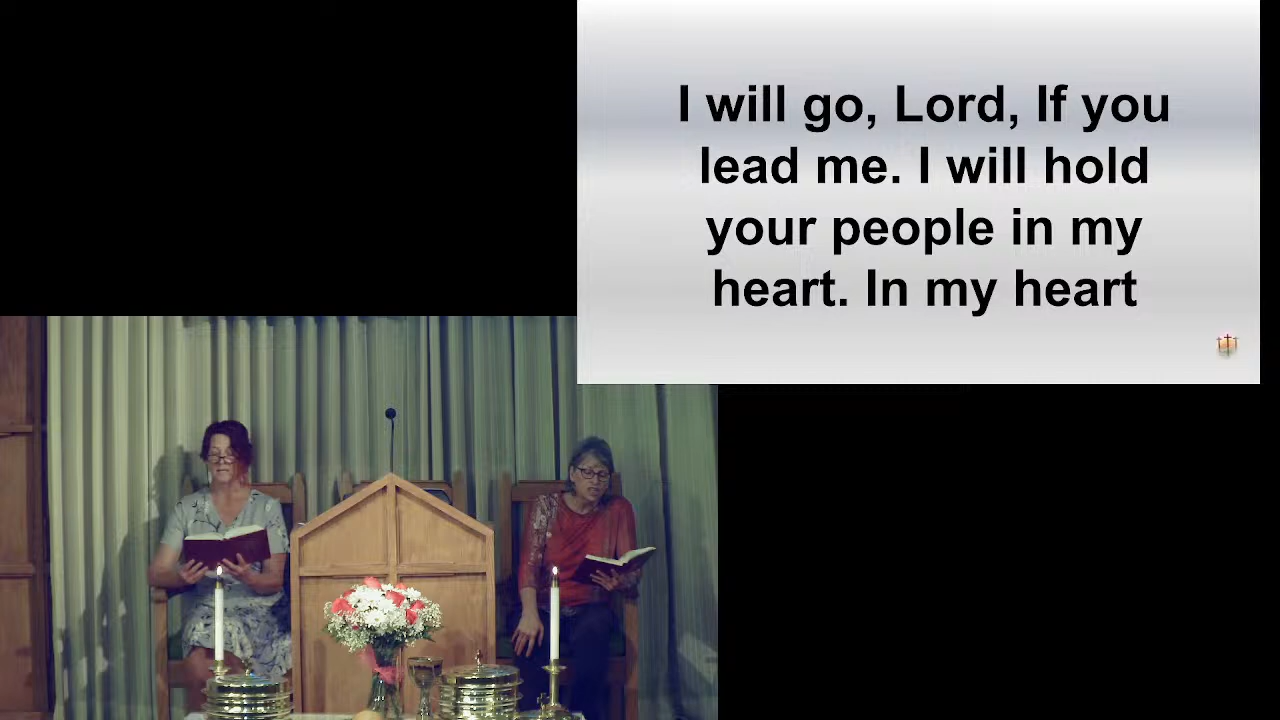 I will go, Lord, If you
lead me. I will hold
your people in my
heart. In my heart